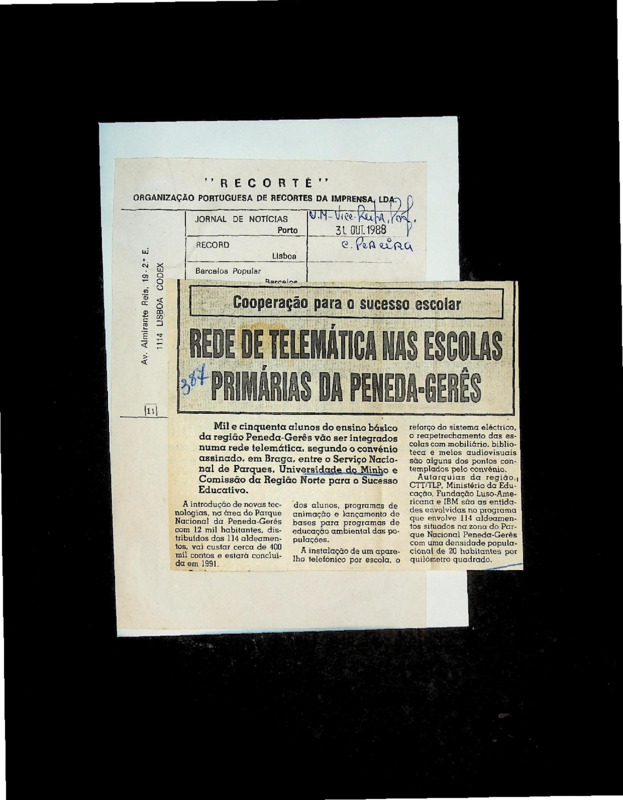 "RECORTE"
ORGANIZAÇÃO PORTUGUESA DE RECORTES DA IMPRENSA, LDA.
JORNAL DE NOTÍCIAS
Porto
31 OUT. 1988
RECORD
Lisboa
C. PEREIRA
Barcelos Popular
Barcelos
Av. Almirante Reis, 19-2.º E.
1114 LISBOA CODEX
Cooperação para o sucesso escolar
REDE DE TELEMÁTICA NAS ESCOLAS
PRIMÁRIAS DA PENEDA-GERÊS
387
Mil e cinquenta alunos do ensino básico
da região Peneda-Gerês vão ser integrados
numa rede telemática, segundo o convénio
assinado, em Braga, entre o Serviço Nacio-
nal de Parques, Universidade do Minho e
Comissão da Região Norte para o Sucesso
Educativo.
A introdução de novas tec-
nologias, na área do Parque
Nacional da Peneda-Gerês
com 12 mil habitantes, dis-
tribuídos dos 114 aldeamen-
tos, vai custar cerca de 400
mil contos e estará concluí-
da em 1991.
dos alunos, programas de
animação e lançamento de
bases para programas de
educação ambiental das po-
pulações.
A instalação de um apare-
lho telefónico por escola, o
reforço do sistema eléctrico,
o reapetrechamento das es-
colas com mobiliário, biblio-
teca e meios audiovisuais
são alguns dos pontos con-
templados pelo convénio.
Autarquias da região,
CTT/TLP, Ministério da Edu-
cação, Fundação Luso-Ame-
ricana e IBM são as entida-
des envolvidas no programa
que envolve 114 aldeamen-
tos situados na zona do Par-
que Nacional Peneda-Gerês
com uma densidade popula-
cional de 20 habitantes por
quilómetro quadrado.